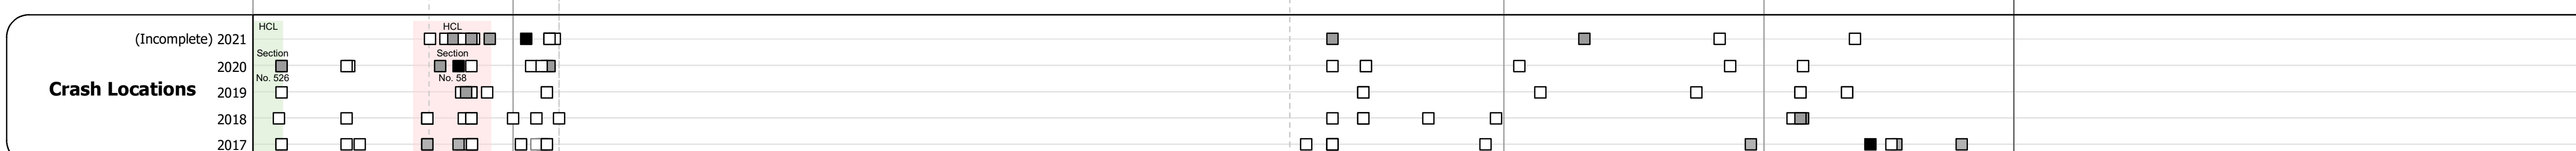 HCL
HCL
(Incomplete) 2021
Section
Section
2020
No. 526
No. 58
Crash Locations
2019
2018
2017